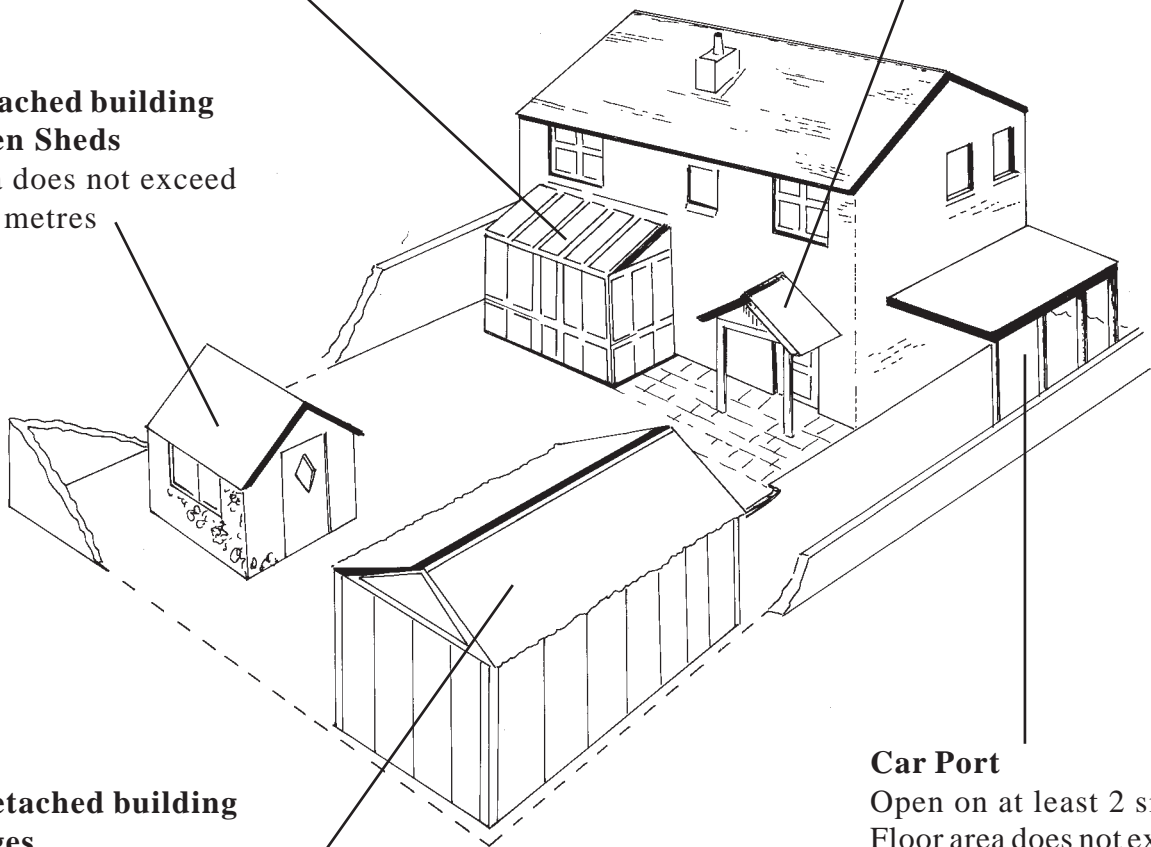 ached building
en Sheds
a does not exceed
metres
etached building
ges
Car Port
Open on at least 2 si
Floor area does not ex